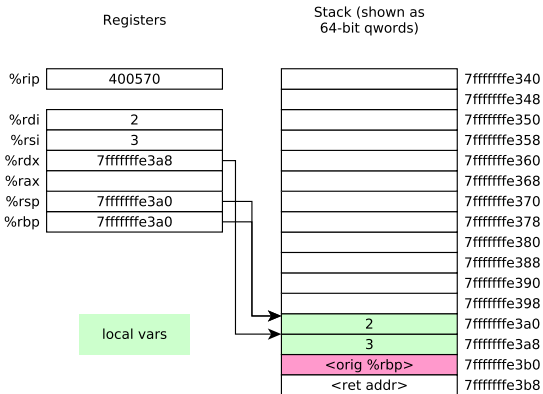 Registers
Stack (shown as
64-bit qwords)
%rip 400570
%rdi 2
%rsi 3
%rdx 7fffffffe3a8
%rax
%rsp 7fffffffe3a0
%rbp 7fffffffe3a0
local vars
7fffffffe340
7fffffffe348
7fffffffe350
7fffffffe358
7fffffffe360
7fffffffe368
7fffffffe370
7fffffffe378
7fffffffe380
7fffffffe388
7fffffffe390
7fffffffe398
2 7fffffffe3a0
3 7fffffffe3a8
<orig %rbp> 7fffffffe3b0
<ret addr> 7fffffffe3b8